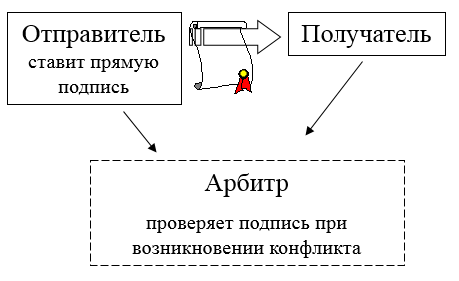 Отправитель
ставит прямую
подпись
Получатель
Арбитр
проверяет подпись при
возникновении конфликта